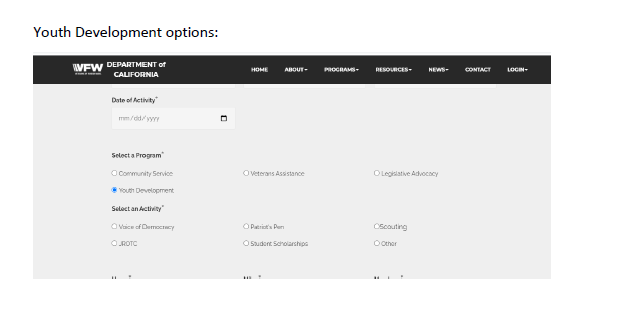 Youth Development options:
VFW DEPARTMENT of CALIFORNIA HOME ABOUT PROGRAMS RESOURCES NEWS CONTACT LOGIN
Date of Activity*
mm/dd/yyyy
Select a Program*
Community Service Veterans Assistance Legislative Advocacy
Youth Development
Select an Activity*
Voice of Democracy Patriot's Pen Scouting
JROTC Student Scholarships Other